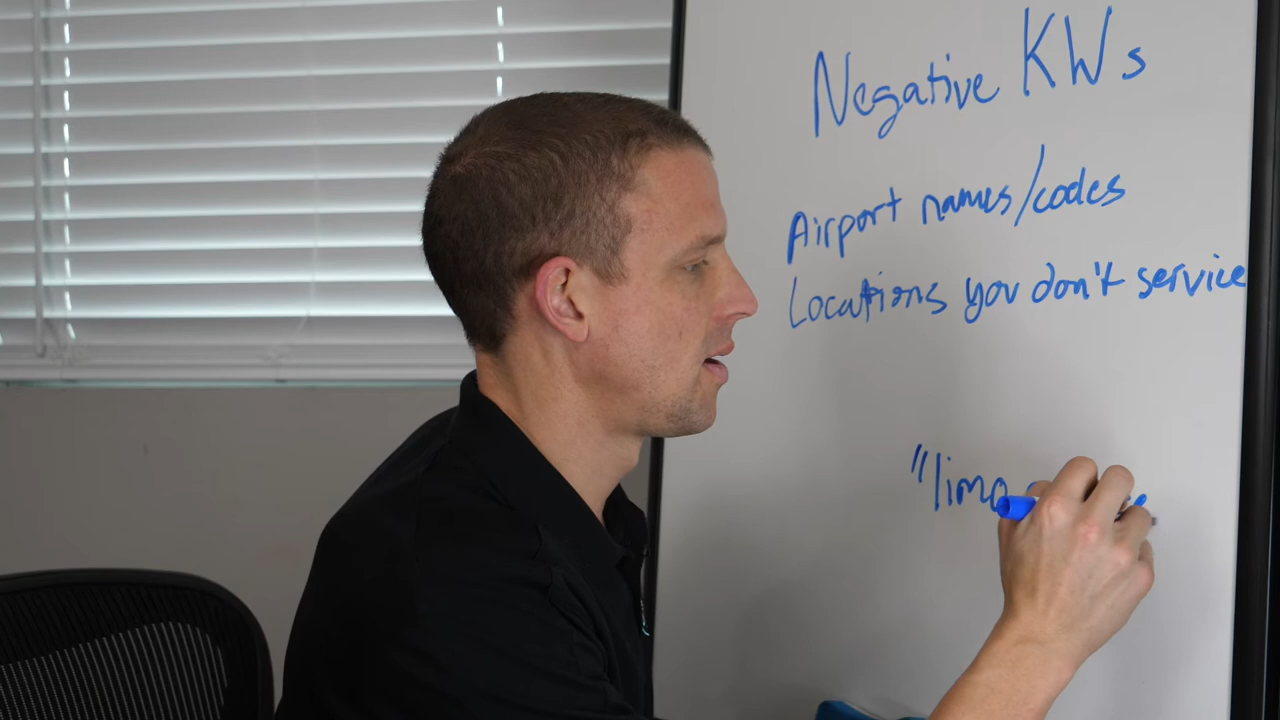 Negative KWs
Airport names/codes
Locations you don't service
"limo